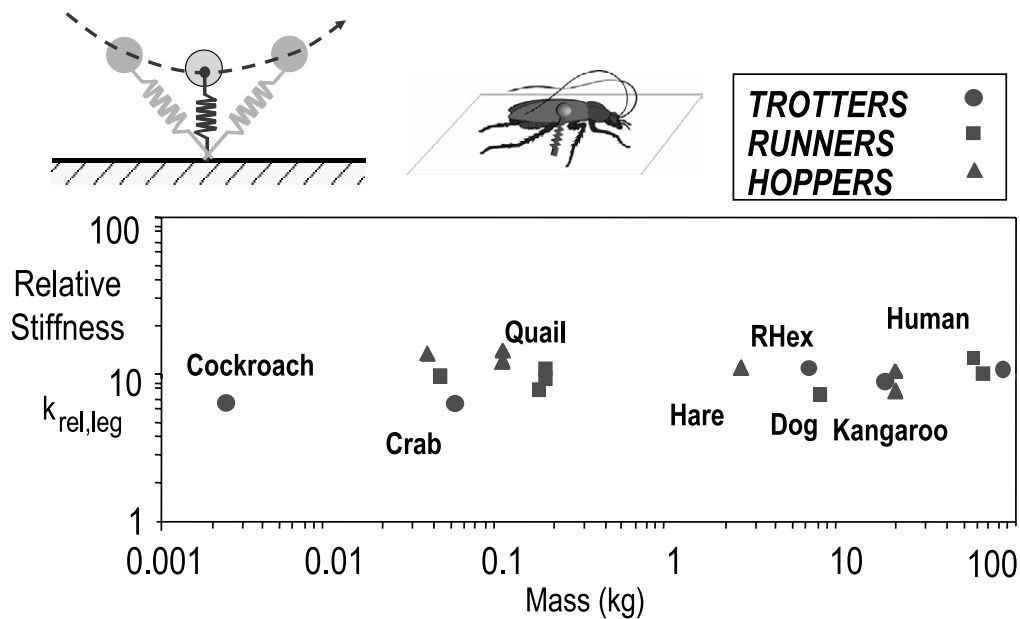 TROTTERS
RUNNERS
HOPPERS
100
Relative
Stiffness
k rel,leg
10
1
Cockroach
Crab
Quail
Hare
RHex
Dog
Kangaroo
Human
0.001
0.01
0.1
1
10
100
Mass (kg)